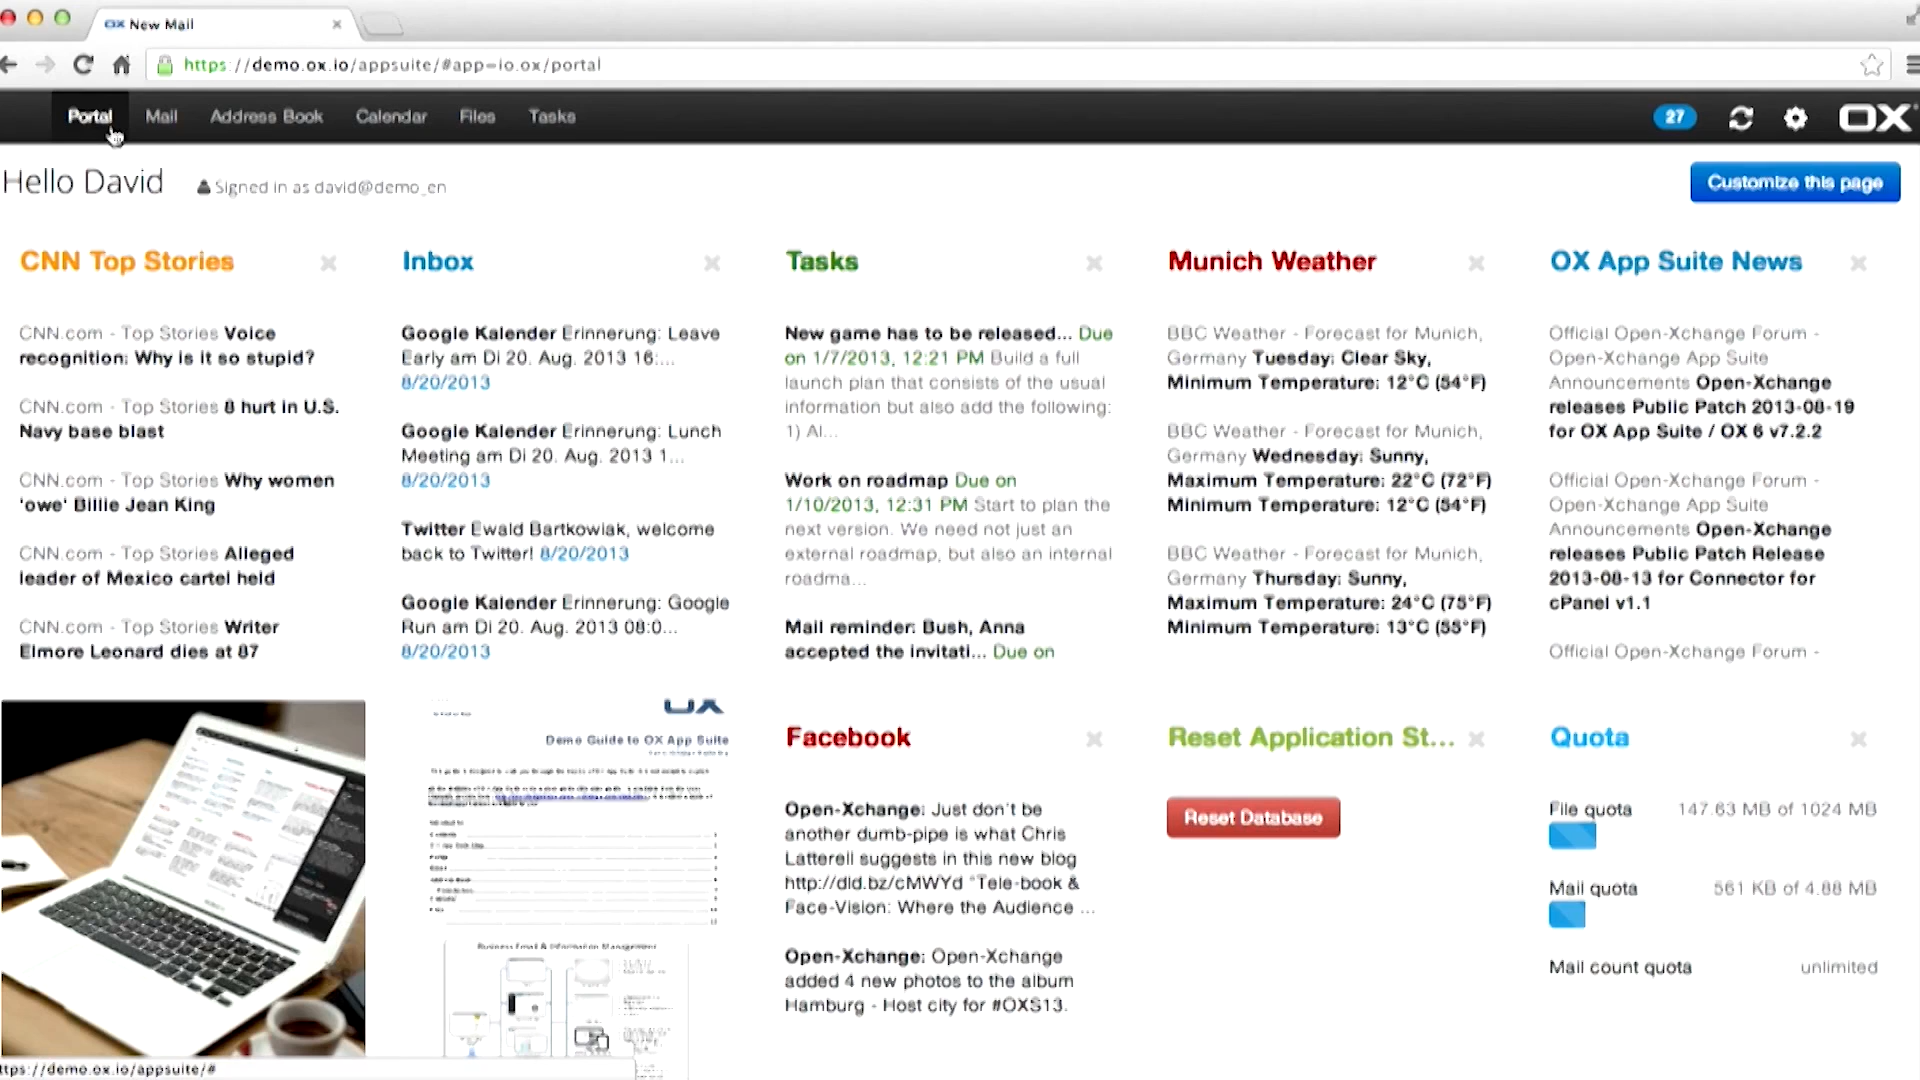 OX New Mail
https://demo.ox.io/appsuite/#app=io.ox/portal
Portal Mail Address Book Calendar Files Tasks 27 OX
Hello David Signed in as david@demo_en Customize this page
CNN Top Stories
CNN.com - Top Stories Voice
recognition: Why is it so stupid?
CNN.com - Top Stories 8 hurt in U.S.
Navy base blast
CNN.com - Top Stories Why women
'owe' Billie Jean King
CNN.com - Top Stories Alleged
leader of Mexico cartel held
CNN.com - Top Stories Writer
Elmore Leonard dies at 87
Inbox
Google Kalender Erinnerung: Leave
Early am Di 20. Aug. 2013 16:...
8/20/2013
Google Kalender Erinnerung: Lunch
Meeting am Di 20. Aug. 2013 1...
8/20/2013
Twitter Ewald Bartkowiak, welcome
back to Twitter! 8/20/2013
Google Kalender Erinnerung: Google
Run am Di 20. Aug. 2013 08:0...
8/20/2013
Tasks
New game has to be released... Due
on 1/7/2013, 12:21 PM Build a full
launch plan that consists of the usual
information but also add the following:
1) Al...
Work on roadmap Due on
1/10/2013, 12:31 PM Start to plan the
next version. We need not just an
external roadmap, but also an internal
roadma...
Mail reminder: Bush, Anna
accepted the invitati... Due on
Munich Weather
BBC Weather - Forecast for Munich,
Germany Tuesday: Clear Sky,
Minimum Temperature: 12°C (54°F)
BBC Weather - Forecast for Munich,
Germany Wednesday: Sunny,
Maximum Temperature: 22°C (72°F)
Minimum Temperature: 12°C (54°F)
BBC Weather - Forecast for Munich,
Germany Thursday: Sunny,
Maximum Temperature: 24°C (75°F)
Minimum Temperature: 13°C (55°F)
OX App Suite News
Official Open-Xchange Forum -
Open-Xchange App Suite
Announcements Open-Xchange
releases Public Patch 2013-08-19
for OX App Suite / OX 6 v7.2.2
Official Open-Xchange Forum -
Open-Xchange App Suite
Announcements Open-Xchange
releases Public Patch Release
2013-08-13 for Connector for
cPanel v1.1
Official Open-Xchange Forum -
OX
Demo Guide to OX App Suite
Business Email & Information Management
Facebook
Open-Xchange: Just don't be
another dumb-pipe is what Chris
Latterell suggests in this new blog
http://dld.bz/cMWYd "Tele-book &
Face-Vision: Where the Audience ...
Open-Xchange: Open-Xchange
added 4 new photos to the album
Hamburg - Host city for #OXS13.
Reset Application St...
Reset Database
Quota
File quota 147.63 MB of 1024 MB
Mail quota 561 KB of 4.88 MB
Mail count quota unlimited
ttps://demo.ox.io/appsuite/#